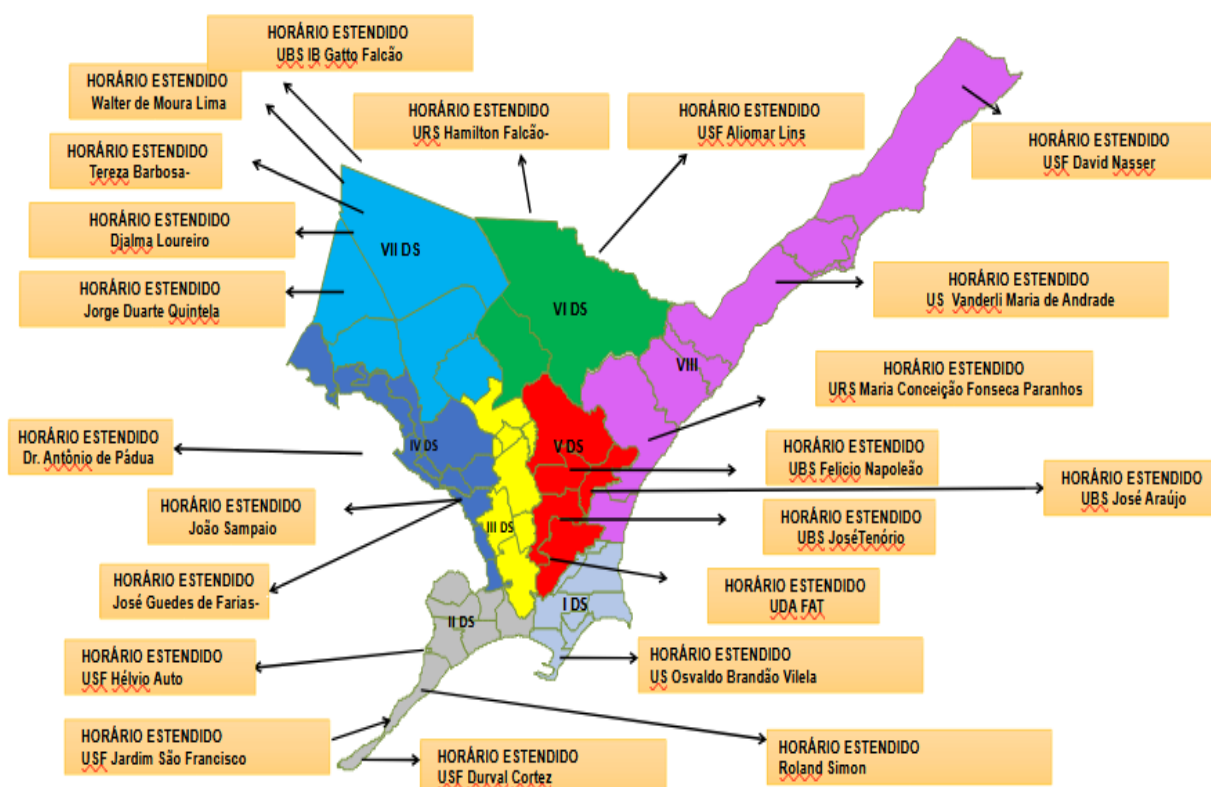 HORÁRIO ESTENDIDO
UBS IB Gatto Falcão
HORÁRIO ESTENDIDO
Walter de Moura Lima
HORÁRIO ESTENDIDO
URS Hamilton Falcão-
HORÁRIO ESTENDIDO
USF Aliomar Lins
HORÁRIO ESTENDIDO
USF David Nasser
HORÁRIO ESTENDIDO
Tereza Barbosa-
HORÁRIO ESTENDIDO
Djalma Loureiro
VII DS
HORÁRIO ESTENDIDO
Jorge Duarte Quintela
HORÁRIO ESTENDIDO
US Vanderli Maria de Andrade
VI DS
VIII
HORÁRIO ESTENDIDO
URS Maria Conceição Fonseca Paranhos
HORÁRIO ESTENDIDO
Dr. Antônio de Pádua
IV DS
V DS
HORÁRIO ESTENDIDO
UBS Felicio Napoleão
HORÁRIO ESTENDIDO
UBS José Araújo
HORÁRIO ESTENDIDO
João Sampaio
III DS
HORÁRIO ESTENDIDO
UBS JoséTenório
HORÁRIO ESTENDIDO
José Guedes de Farias-
HORÁRIO ESTENDIDO
UDA FAT
I DS
II DS
HORÁRIO ESTENDIDO
USF Hélvio Auto
HORÁRIO ESTENDIDO
US Osvaldo Brandão Vilela
HORÁRIO ESTENDIDO
USF Jardim São Francisco
HORÁRIO ESTENDIDO
USF Durval Cortez
HORÁRIO ESTENDIDO
Roland Simon